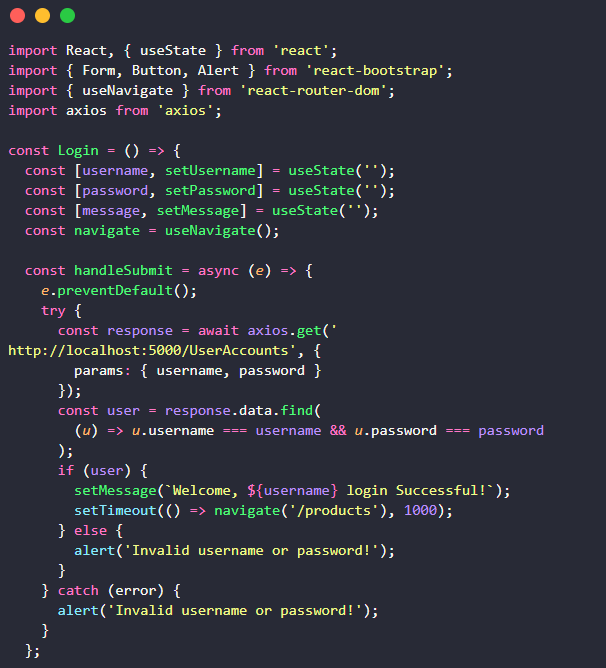 import React, { useState } from 'react';
import { Form, Button, Alert } from 'react-bootstrap';
import { useNavigate } from 'react-router-dom';
import axios from 'axios';

const Login = () => {
  const [username, setUsername] = useState('');
  const [password, setPassword] = useState('');
  const [message, setMessage] = useState('');
  const navigate = useNavigate();

  const handleSubmit = async (e) => {
    e.preventDefault();
    try {
      const response = await axios.get('
http://localhost:5000/UserAccounts', {
        params: { username, password }
      });
      const user = response.data.find(
        (u) => u.username === username && u.password === password
      );
      if (user) {
        setMessage(`Welcome, ${username} login Successful!`);
        setTimeout(() => navigate('/products'), 1000);
      } else {
        alert('Invalid username or password!');
      }
    } catch (error) {
      alert('Invalid username or password!');
    }
  };